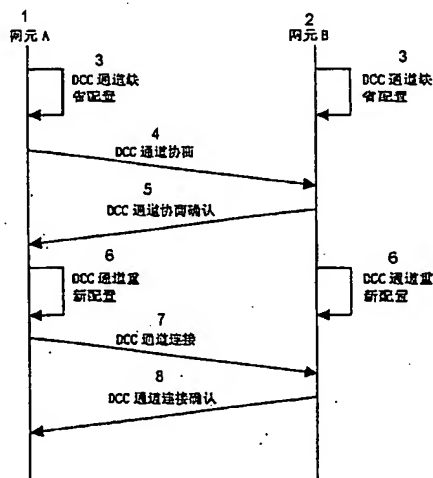 1
网元 A
2
网元 B
3
DCC 通道缺
省配置
3
DCC 通道缺
省配置
4
DCC 通道协商
5
DCC 通道协商确认
6
DCC 通道重
新配置
6
DCC 通道重
新配置
7
DCC 通道连接
8
DCC 通道连接确认